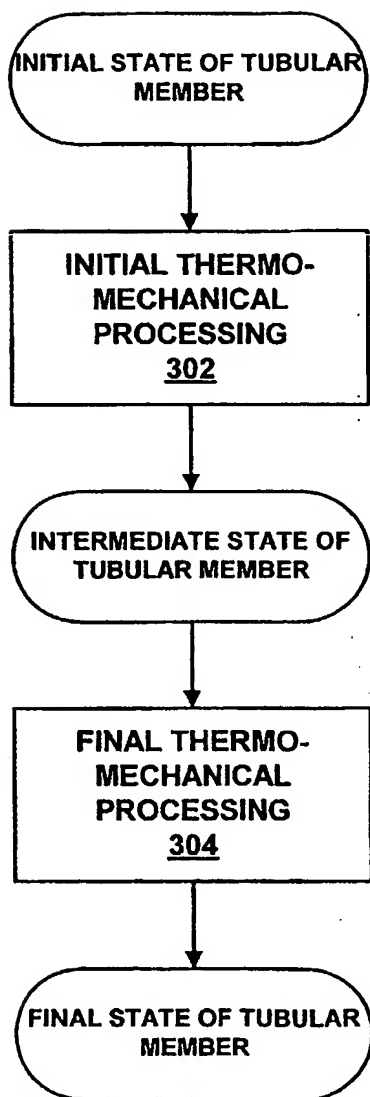 INITIAL STATE OF TUBULAR
MEMBER
INITIAL THERMO-
MECHANICAL
PROCESSING
302
INTERMEDIATE STATE OF
TUBULAR MEMBER
FINAL THERMO-
MECHANICAL
PROCESSING
304
FINAL STATE OF TUBULAR
MEMBER